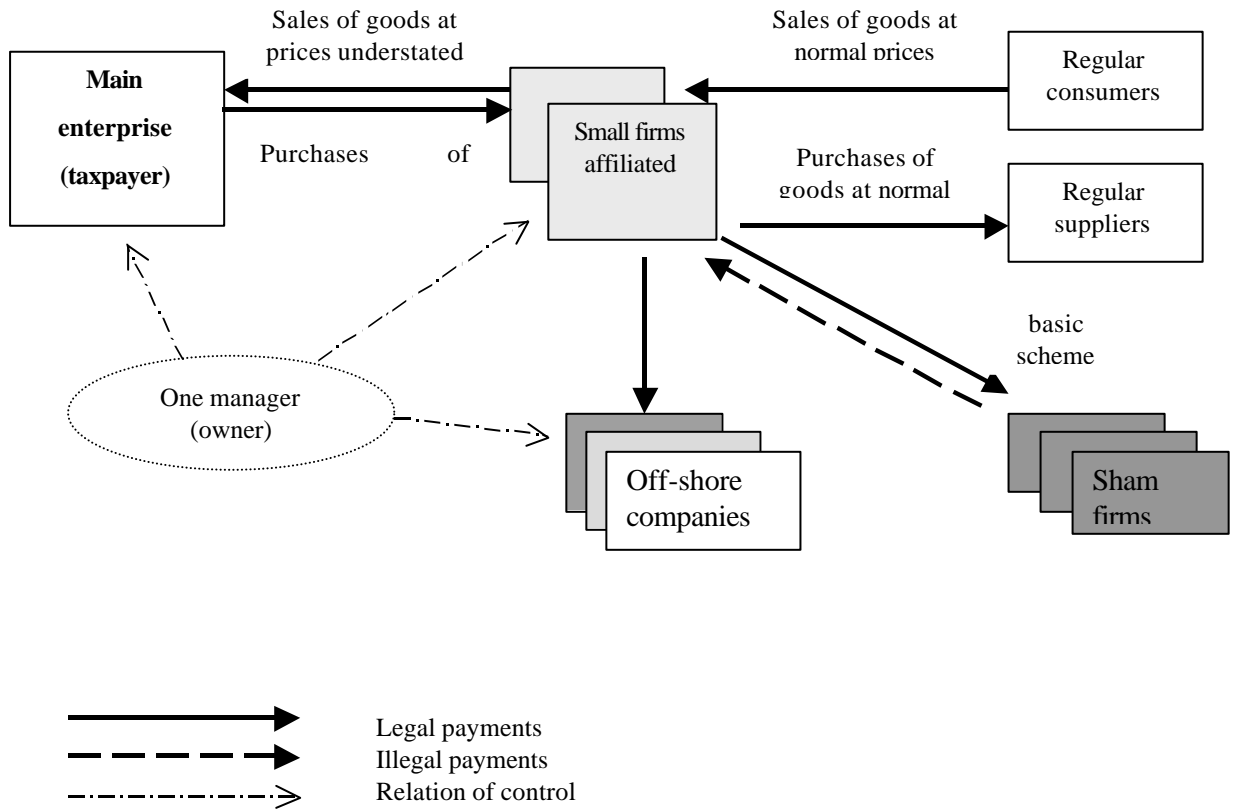 Sales of goods at
prices understated
Sales of goods at
normal prices
Main
enterprise
(taxpayer)
Regular
consumers
Small firms
affiliated
Purchases of
Purchases of
goods at normal
Regular
suppliers
basic
scheme
One manager
(owner)
Off-shore
companies
Sham
firms
Legal payments
Illegal payments
Relation of control